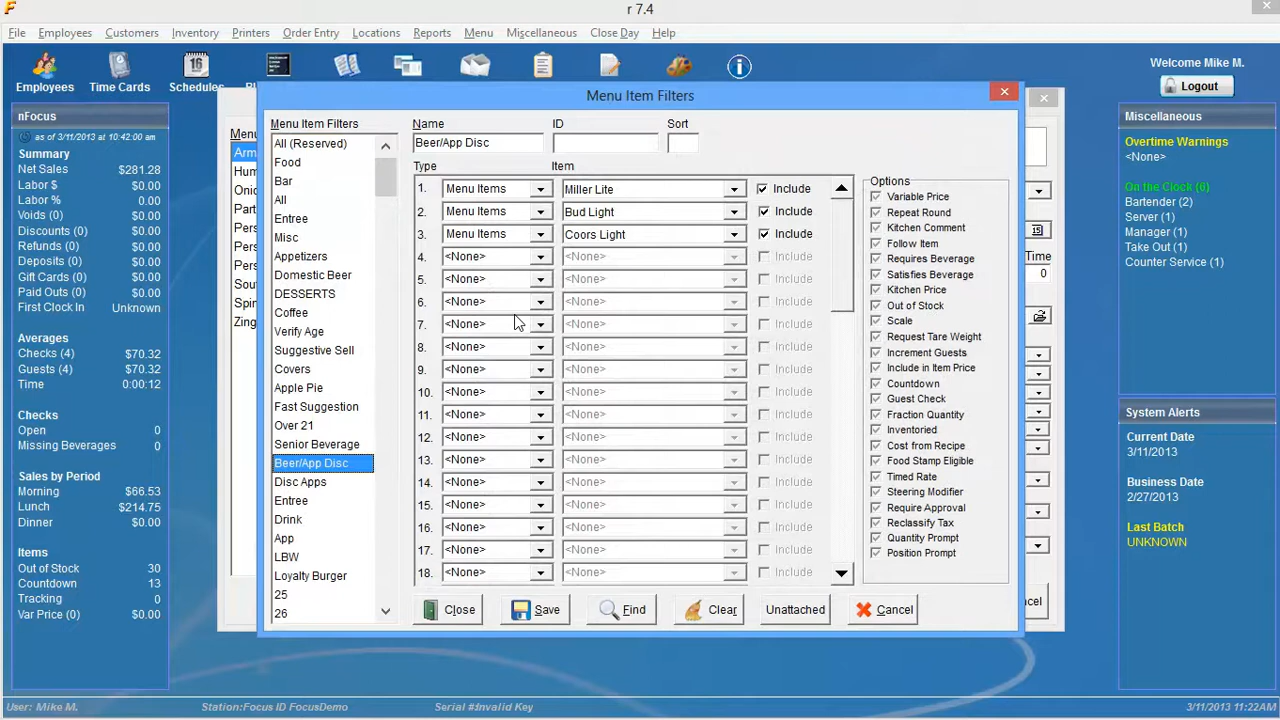 r 7.4
File Employees Customers Inventory Printers Order Entry Locations Reports Menu Miscellaneous Close Day Help
Employees
Time Cards
16
Welcome Mike M.
Logout
nFocus
as of 3/11/2013 at 10:42:00 am
Summary
Net Sales $281.28
Labor $ 0
Labor % 0.00
Voids (0) $0.00
Discounts (0) $0.00
Refunds (0) $0.00
Deposits (0) $0.00
Gift Cards (0) $0.00
Paid Outs (0) $0.00
First Clock In Unknown
Averages
Checks (4) $70.32
Guests (4) $70.32
Time 0:00:12
Checks
Open 0
Missing Beverages 0
Sales by Period
Morning $66.53
Lunch $214.75
Dinner $0.00
Items
Out of Stock 30
Countdown 13
Tracking 0
Var Price (0) $0.00
Menu Item Filters
Menu Item Filters
All (Reserved)
Food
Bar
All
Entree
Misc
Appetizers
Domestic Beer
DESSERTS
Coffee
Verify Age
Suggestive Sell
Covers
Apple Pie
Fast Suggestion
Over 21
Senior Beverage
Beer/App Disc
Disc Apps
Entree
Drink
App
LBW
Loyalty Burger
25
26
Name ID Sort
Beer/App Disc
Type Item
1. Menu Items Miller Lite Include
2. Menu Items Bud Light Include
3. Menu Items Coors Light Include
4. <None> <None> Include
5. <None> <None> Include
6. <None> <None> Include
7. <None> <None> Include
8. <None> <None> Include
9. <None> <None> Include
10. <None> <None> Include
11. <None> <None> Include
12. <None> <None> Include
13. <None> <None> Include
14. <None> <None> Include
15. <None> <None> Include
16. <None> <None> Include
17. <None> <None> Include
18. <None> <None> Include
Options
Variable Price
Repeat Round
Kitchen Comment
Follow Item
Requires Beverage
Satisfies Beverage
Kitchen Price
Out of Stock
Scale
Request Tare Weight
Increment Guests
Include in Item Price
Countdown
Guest Check
Fraction Quantity
Inventoried
Cost from Recipe
Food Stamp Eligible
Timed Rate
Steering Modifier
Require Approval
Reclassify Tax
Quantity Prompt
Position Prompt
Close Save Find Clear Unattached Cancel
15
Time
0
Miscellaneous
Overtime Warnings
<None>
On the Clock (6)
Bartender (2)
Server (1)
Manager (1)
Take Out (1)
Counter Service (1)
System Alerts
Current Date
3/11/2013
Business Date
2/27/2013
Last Batch
UNKNOWN
User: Mike M. Station:Focus ID FocusDemo Serial #:Invalid Key 3/11/2013 11:22AM